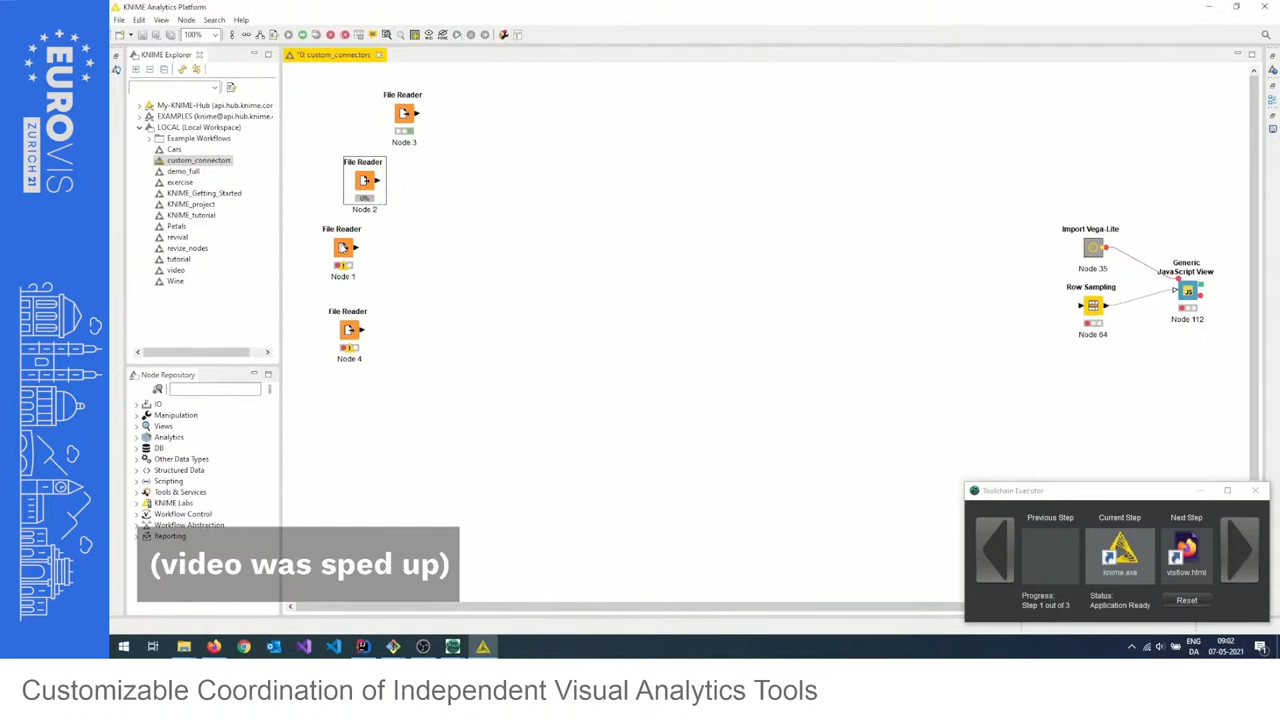 EUROVIS
ZURICH 21
KNIME Analytics Platform
File Edit View Node Search Help
100%
KNIME Explorer
*0: custom_connectors
My-KNIME-Hub (api.hub.knime.co
EXAMPLES (knime@api.hub.knime.
LOCAL (Local Workspace)
Example Workflows
Cars
custom_connectors
demo_full
exercise
KNIME_Getting_Started
KNIME_project
KNIME_tutorial
Petals
revival
revize_nodes
tutorial
video
Wine
Node Repository
IO
Manipulation
Views
Analytics
DB
Other Data Types
Structured Data
Scripting
Tools & Services
KNIME Labs
Workflow Control
Workflow Abstraction
Reporting
File Reader
Node 3
File Reader
0%
Node 2
File Reader
Node 1
File Reader
Node 4
Import Vega-Lite
Node 35
Row Sampling
Node 64
Generic
JavaScript View
JS
Node 112
(video was sped up)
Toolchain Executor
Previous Step Current Step Next Step
knime.exe
visflow.html
Progress:
Step 1 out of 3
Status:
Application Ready
Reset
ENG
DA
09:02
07-05-2021
Customizable Coordination of Independent Visual Analytics Tools